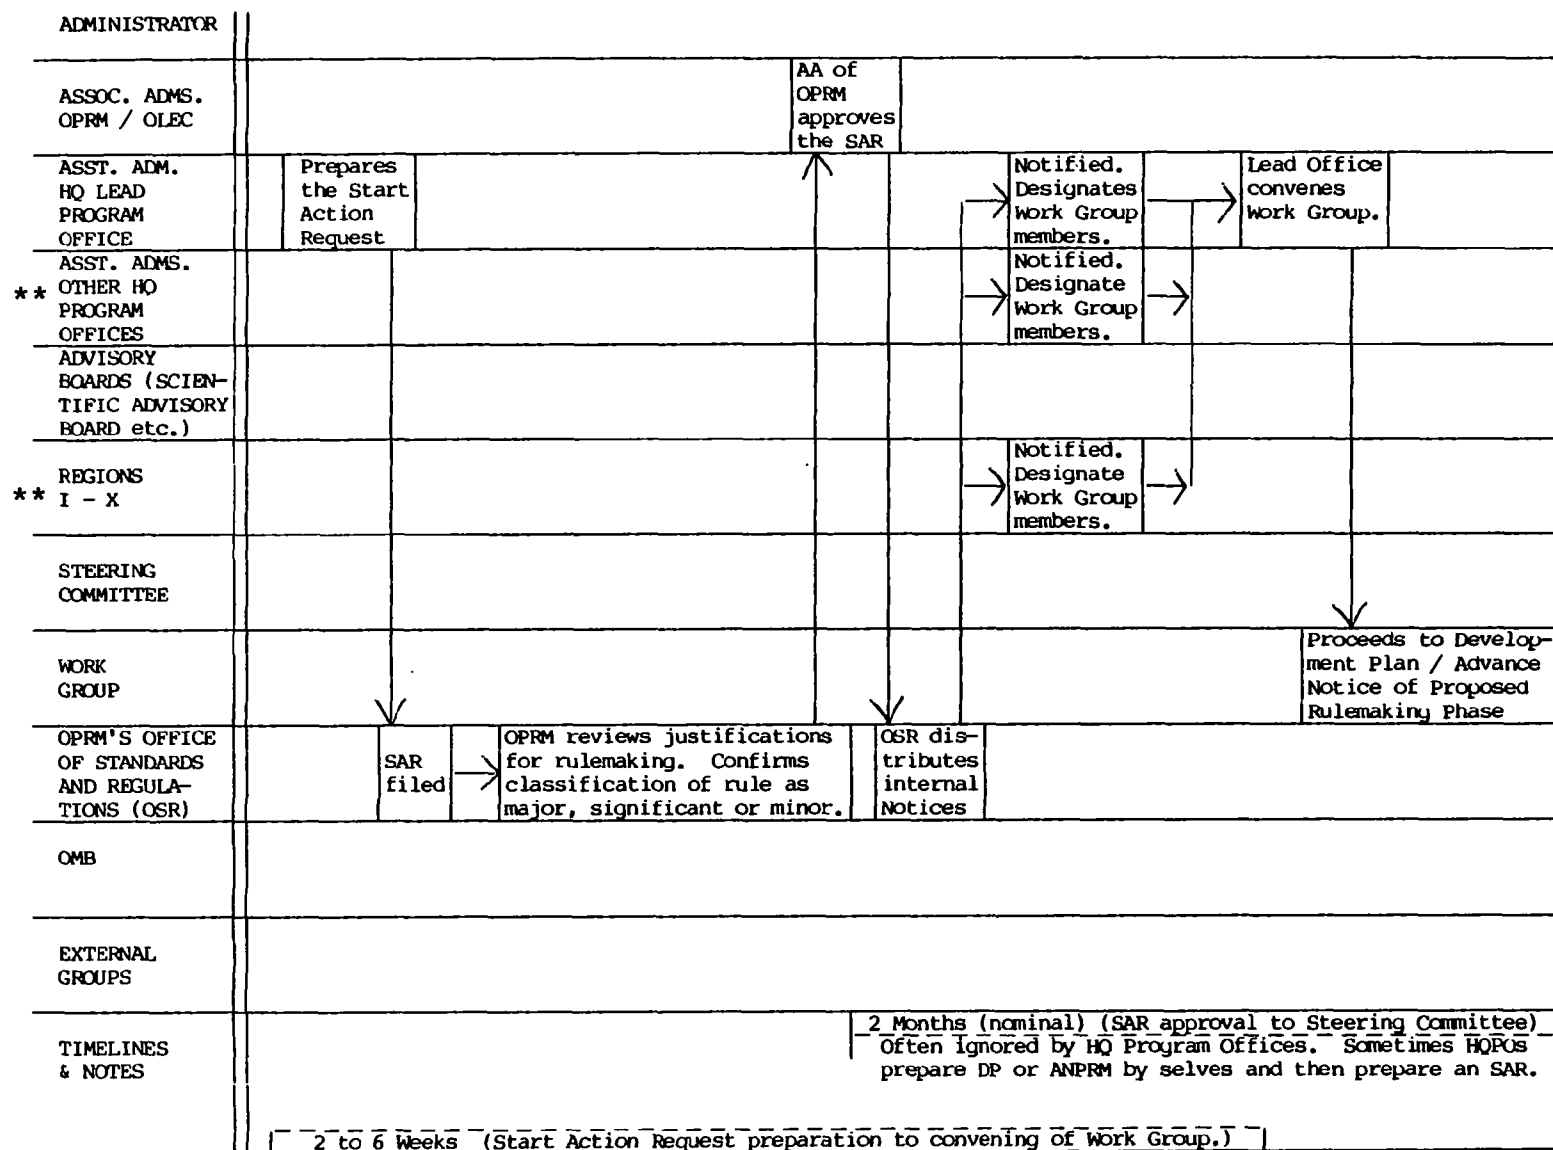 ADMINISTRATOR
ASSOC. ADMS.
OPRM / OLEC
AA of
OPRM
approves
the SAR
ASST. ADM.
HQ LEAD
PROGRAM
OFFICE
Prepares
the Start
Action
Request
Notified.
Designates
Work Group
members.
Lead Office
convenes
Work Group.
** ASST. ADMS.
OTHER HQ
PROGRAM
OFFICES
Notified.
Designate
Work Group
members.
ADVISORY
BOARDS (SCIEN-
TIFIC ADVISORY
BOARD etc.)
** REGIONS
I - X
Notified.
Designate
Work Group
members.
STEERING
COMMITTEE
WORK
GROUP
Proceeds to Develop-
ment Plan / Advance
Notice of Proposed
Rulemaking Phase
OPRM'S OFFICE
OF STANDARDS
AND REGULA-
TIONS (OSR)
SAR
filed
OPRM reviews justifications
for rulemaking. Confirms
classification of rule as
major, significant or minor.
OSR dis-
tributes
internal
Notices
OMB
EXTERNAL
GROUPS
TIMELINES
& NOTES
2 Months (nominal) (SAR approval to Steering Committee)
Often ignored by HQ Program Offices. Sometimes HQPOs
prepare DP or ANPRM by selves and then prepare an SAR.
2 to 6 Weeks (Start Action Request preparation to convening of Work Group.)